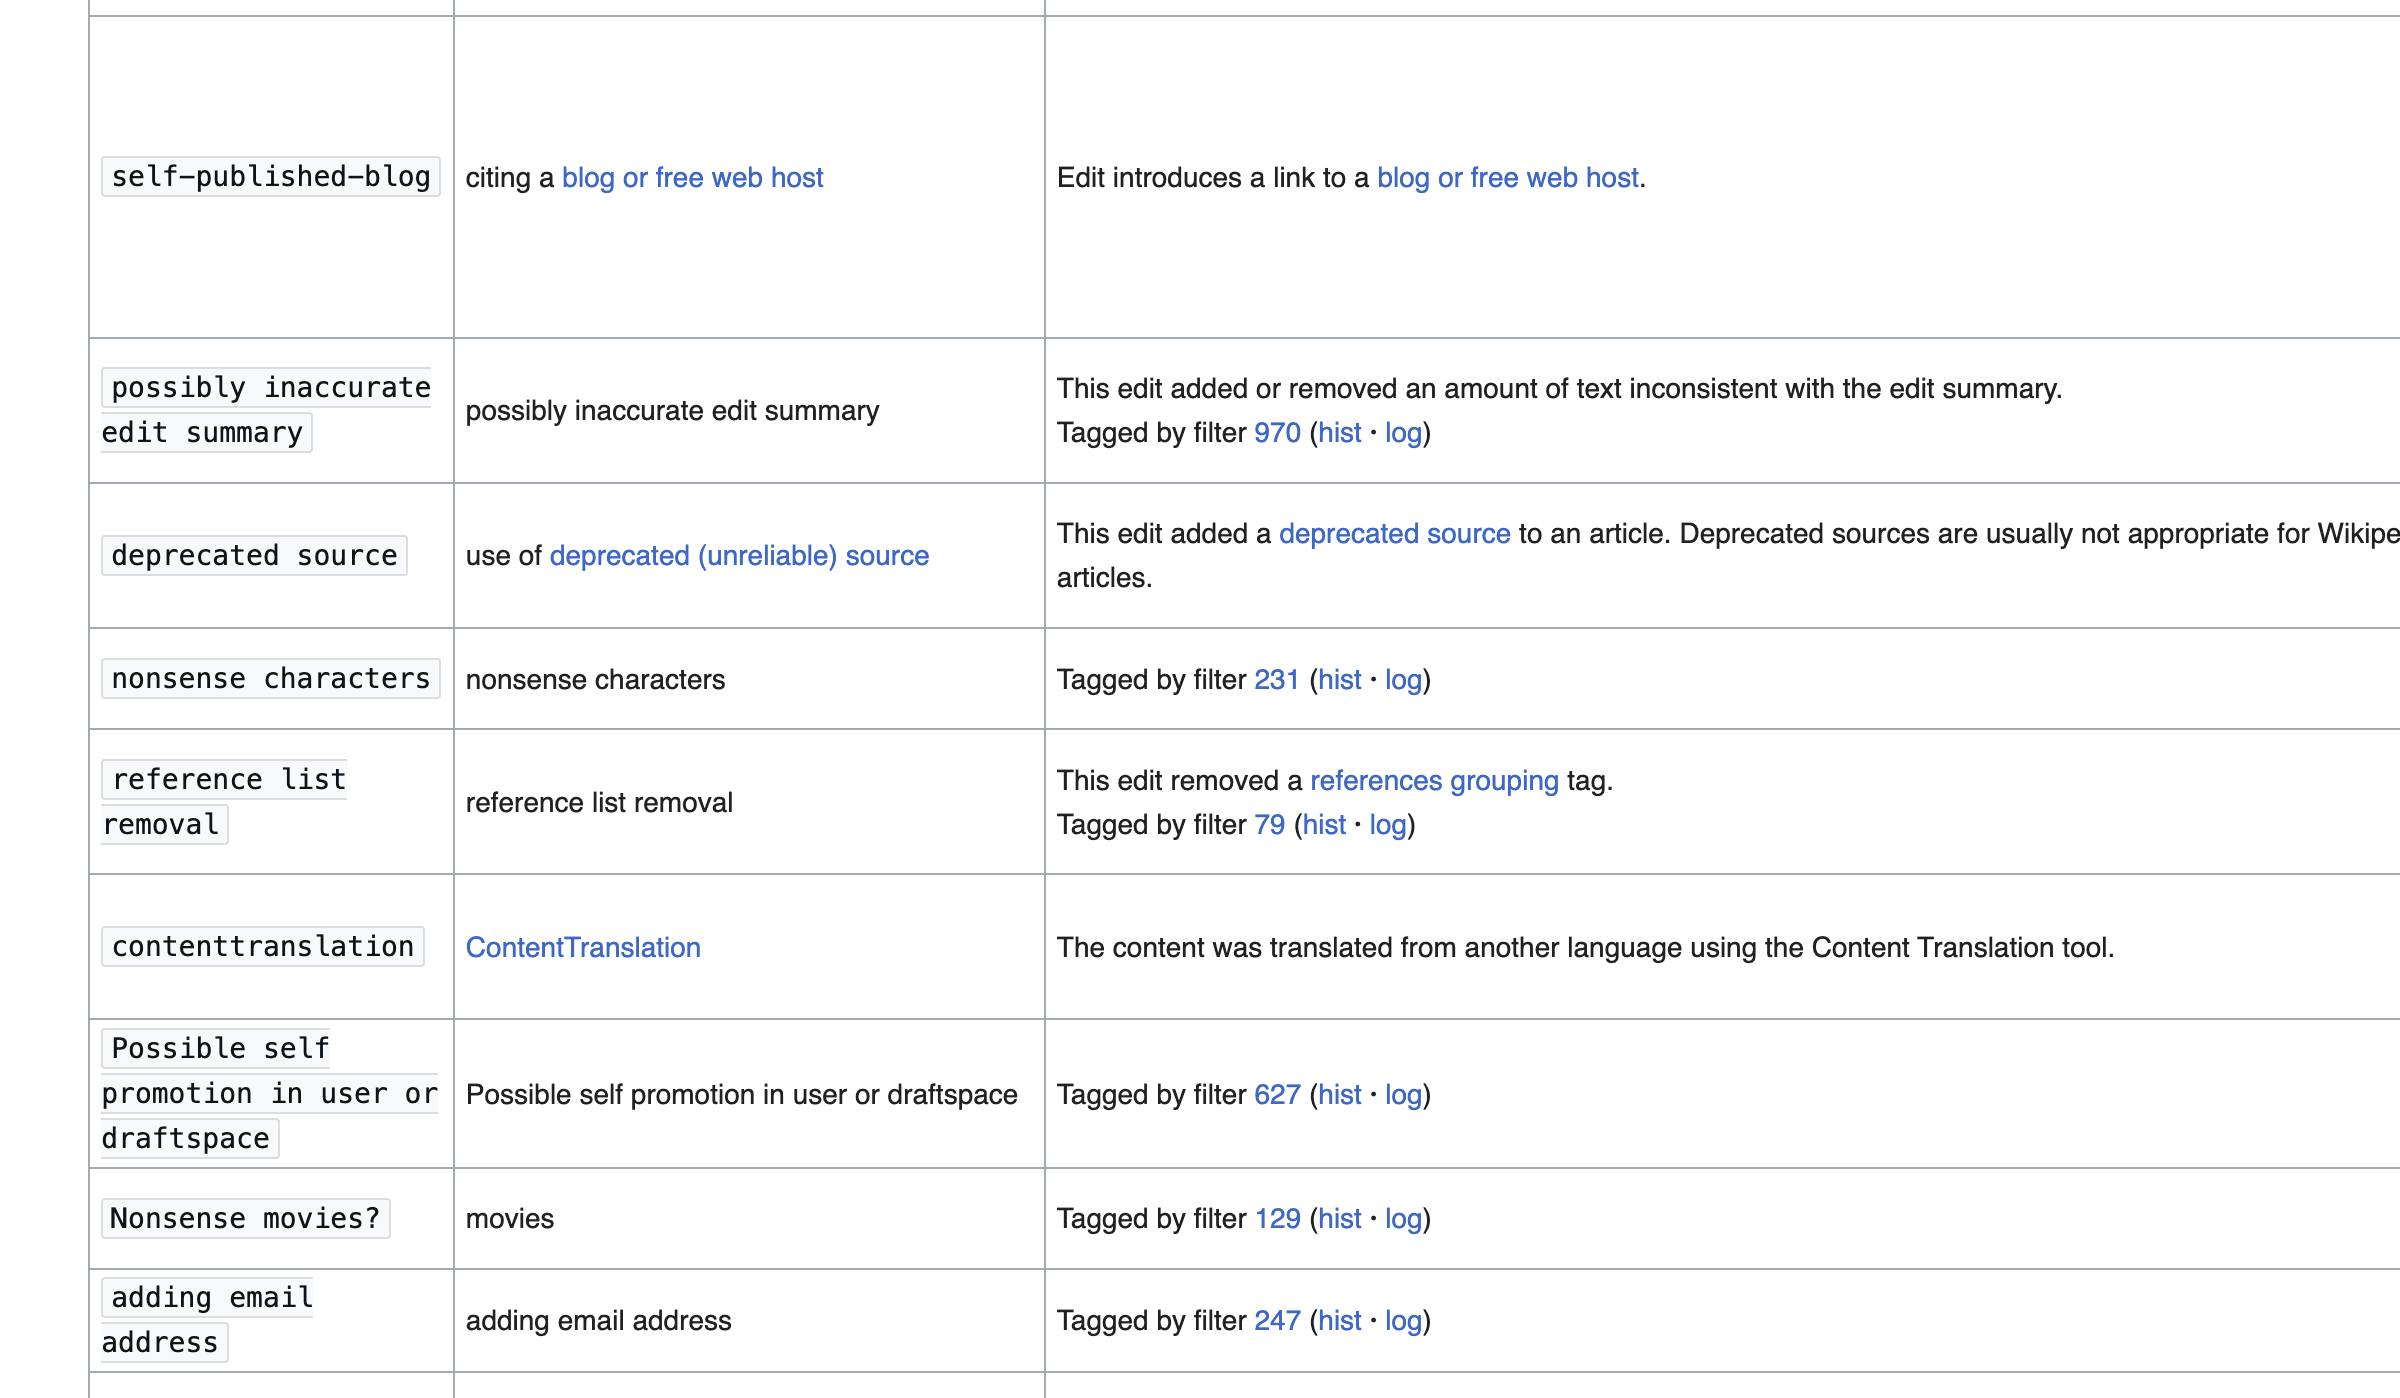 self-published-blog
citing a blog or free web host
Edit introduces a link to a blog or free web host.
possibly inaccurate
edit summary
possibly inaccurate edit summary
This edit added or removed an amount of text inconsistent with the edit summary.
Tagged by filter 970 (hist · log)
deprecated source
use of deprecated (unreliable) source
This edit added a deprecated source to an article. Deprecated sources are usually not appropriate for Wikipe
articles.
nonsense characters
nonsense characters
Tagged by filter 231 (hist · log)
reference list
removal
reference list removal
This edit removed a references grouping tag.
Tagged by filter 79 (hist · log)
contenttranslation
ContentTranslation
The content was translated from another language using the Content Translation tool.
Possible self
promotion in user or
draftspace
Possible self promotion in user or draftspace
Tagged by filter 627 (hist · log)
Nonsense movies?
movies
Tagged by filter 129 (hist · log)
adding email
address
adding email address
Tagged by filter 247 (hist · log)